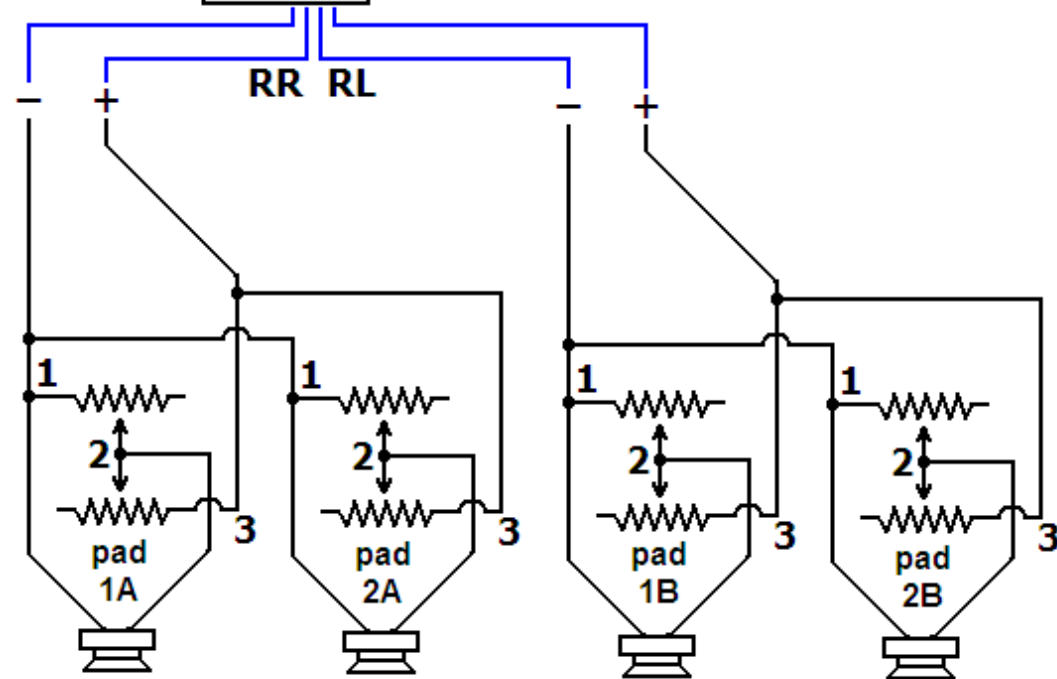 RR RL
− + − +
1 1 1 1
2 2 2 2
3 3 3 3
pad 1A
pad 2A
pad 1B
pad 2B